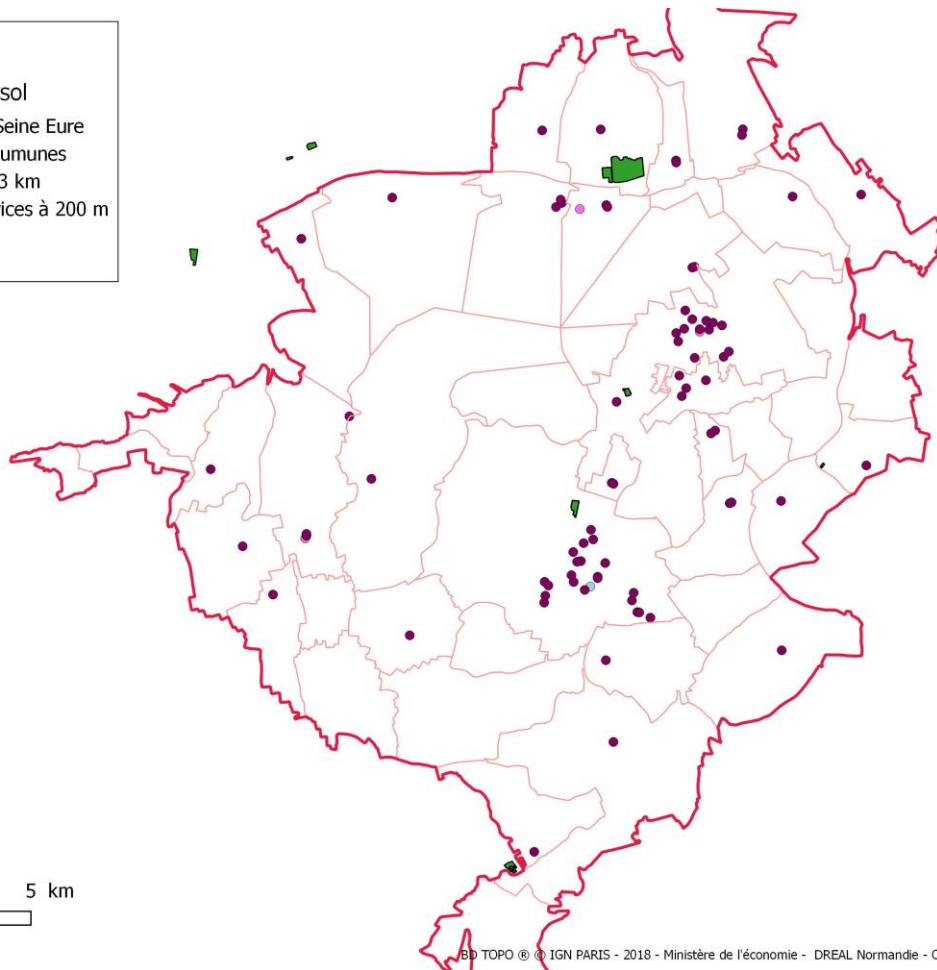 sol
Seine Eure
umunes
3 km
ices à 200 m
5 km
BD TOPO ® © IGN PARIS - 2018 - Ministère de l'économie - DREAL Normandie - C